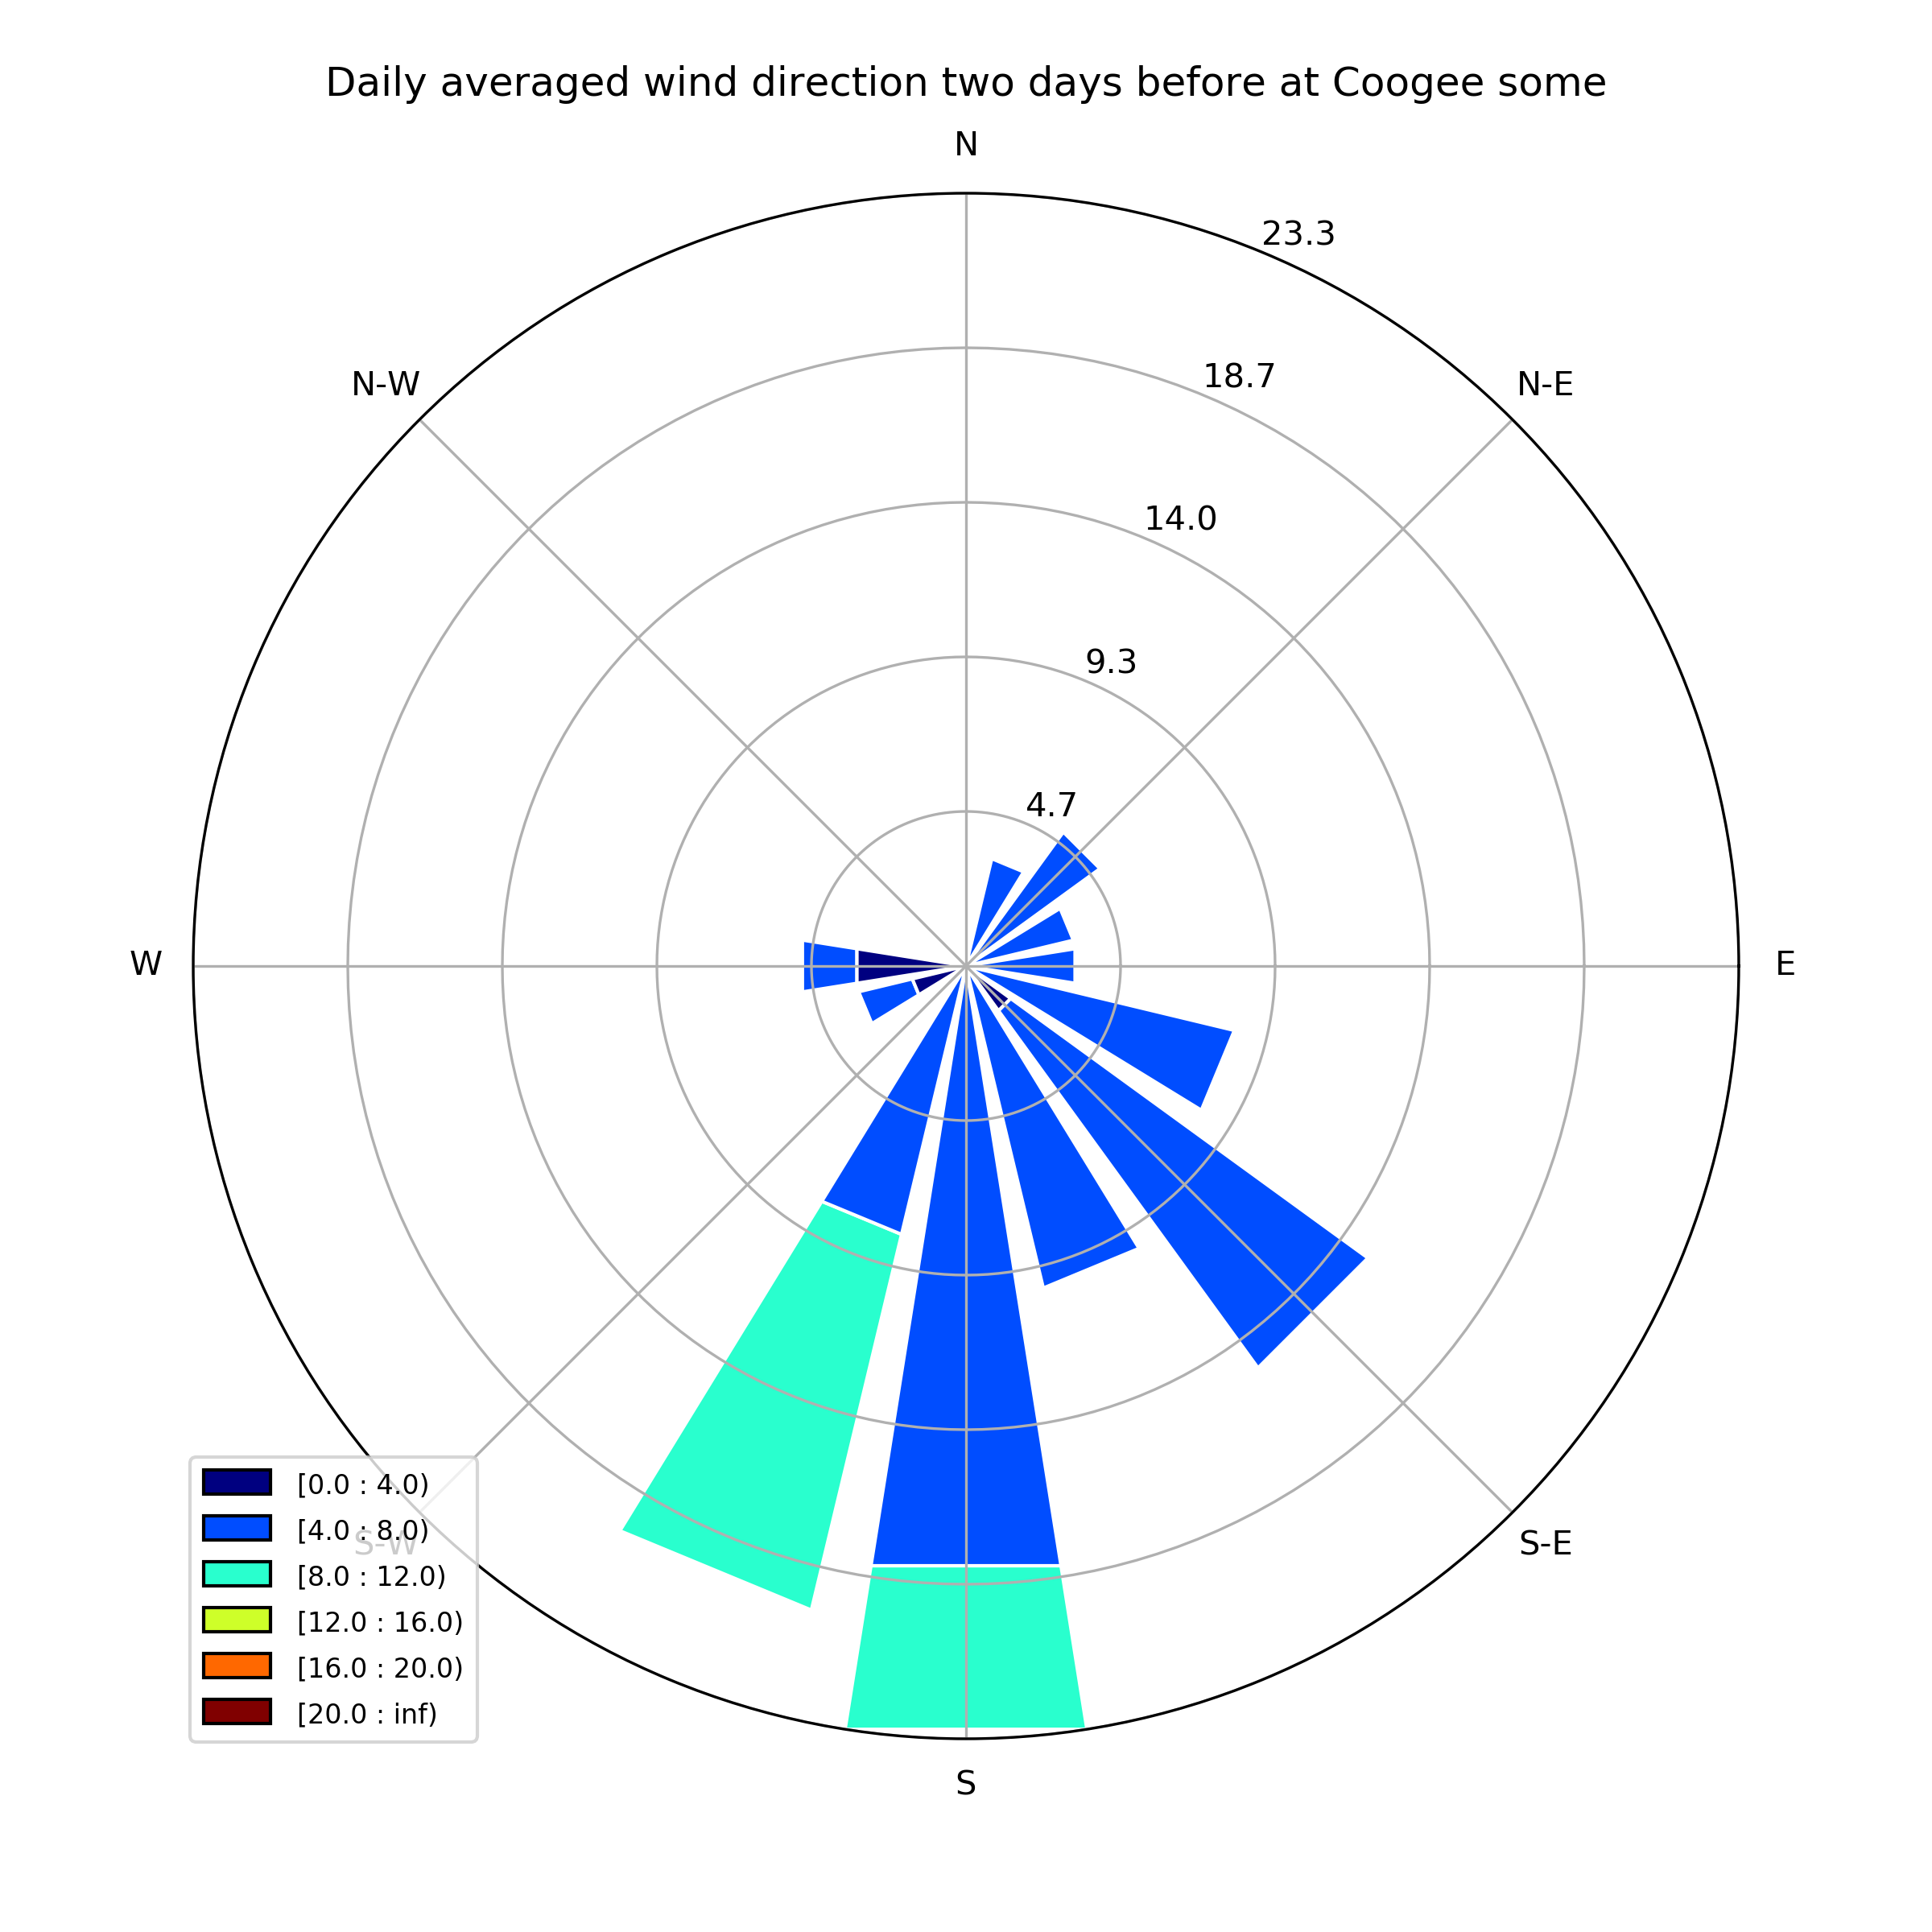 Daily averaged wind direction two days before at Coogee some
N
23.3
N-W
18.7
N-E
14.0
9.3
4.7
W
E
[0.0 : 4.0)
[4.0 : 8.0)
S-W
S-E
[8.0 : 12.0)
[12.0 : 16.0)
[16.0 : 20.0)
[20.0 : inf)
S